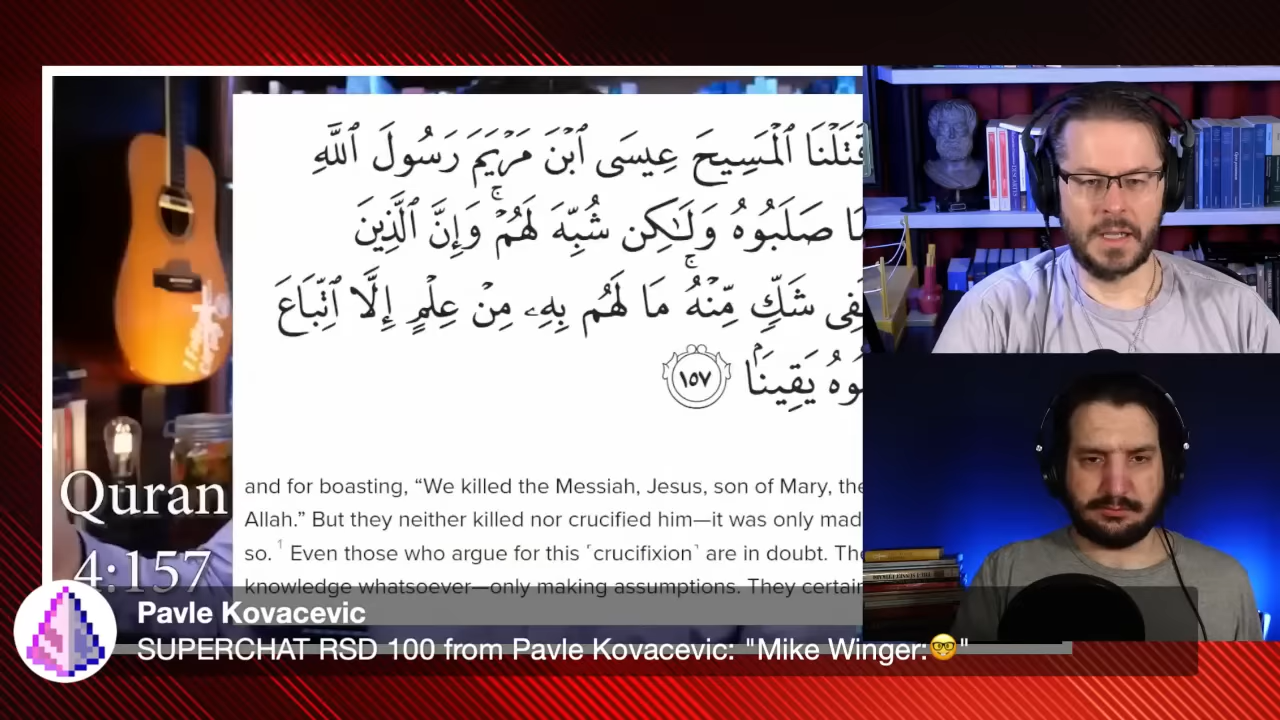 قَتَلۡنَا ٱلۡمَسِيحَ عِيسَى ٱبۡنَ مَرۡيَمَ رَسُولَ ٱللَّهِ
صَلَبُوهُ وَلَٰكِن شُبِّهَ لَهُمۡۚ وَإِنَّ ٱلَّذِينَ
شَكّٖ مِّنۡهُۚ مَا لَهُم بِهِۦ مِنۡ عِلۡمٍ إِلَّا ٱتِّبَاعَ
يَقِينَۢا ١٥٧
and for boasting, “We killed the Messiah, Jesus, son of Mary, the
Allah.” But they neither killed nor crucified him—it was only mad
so. ¹ Even those who argue for this ˹crucifixion˺ are in doubt. The
knowledge whatsoever—only making assumptions. They certain
Quran
4:157
Pavle Kovacevic
SUPERCHAT RSD 100 from Pavle Kovacevic: "Mike Winger:🤓"